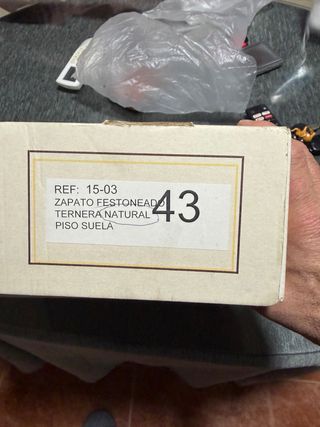 REF: 15-03
ZAPATO FESTONEADO
TERNERA NATURAL
PISO SUELA
43